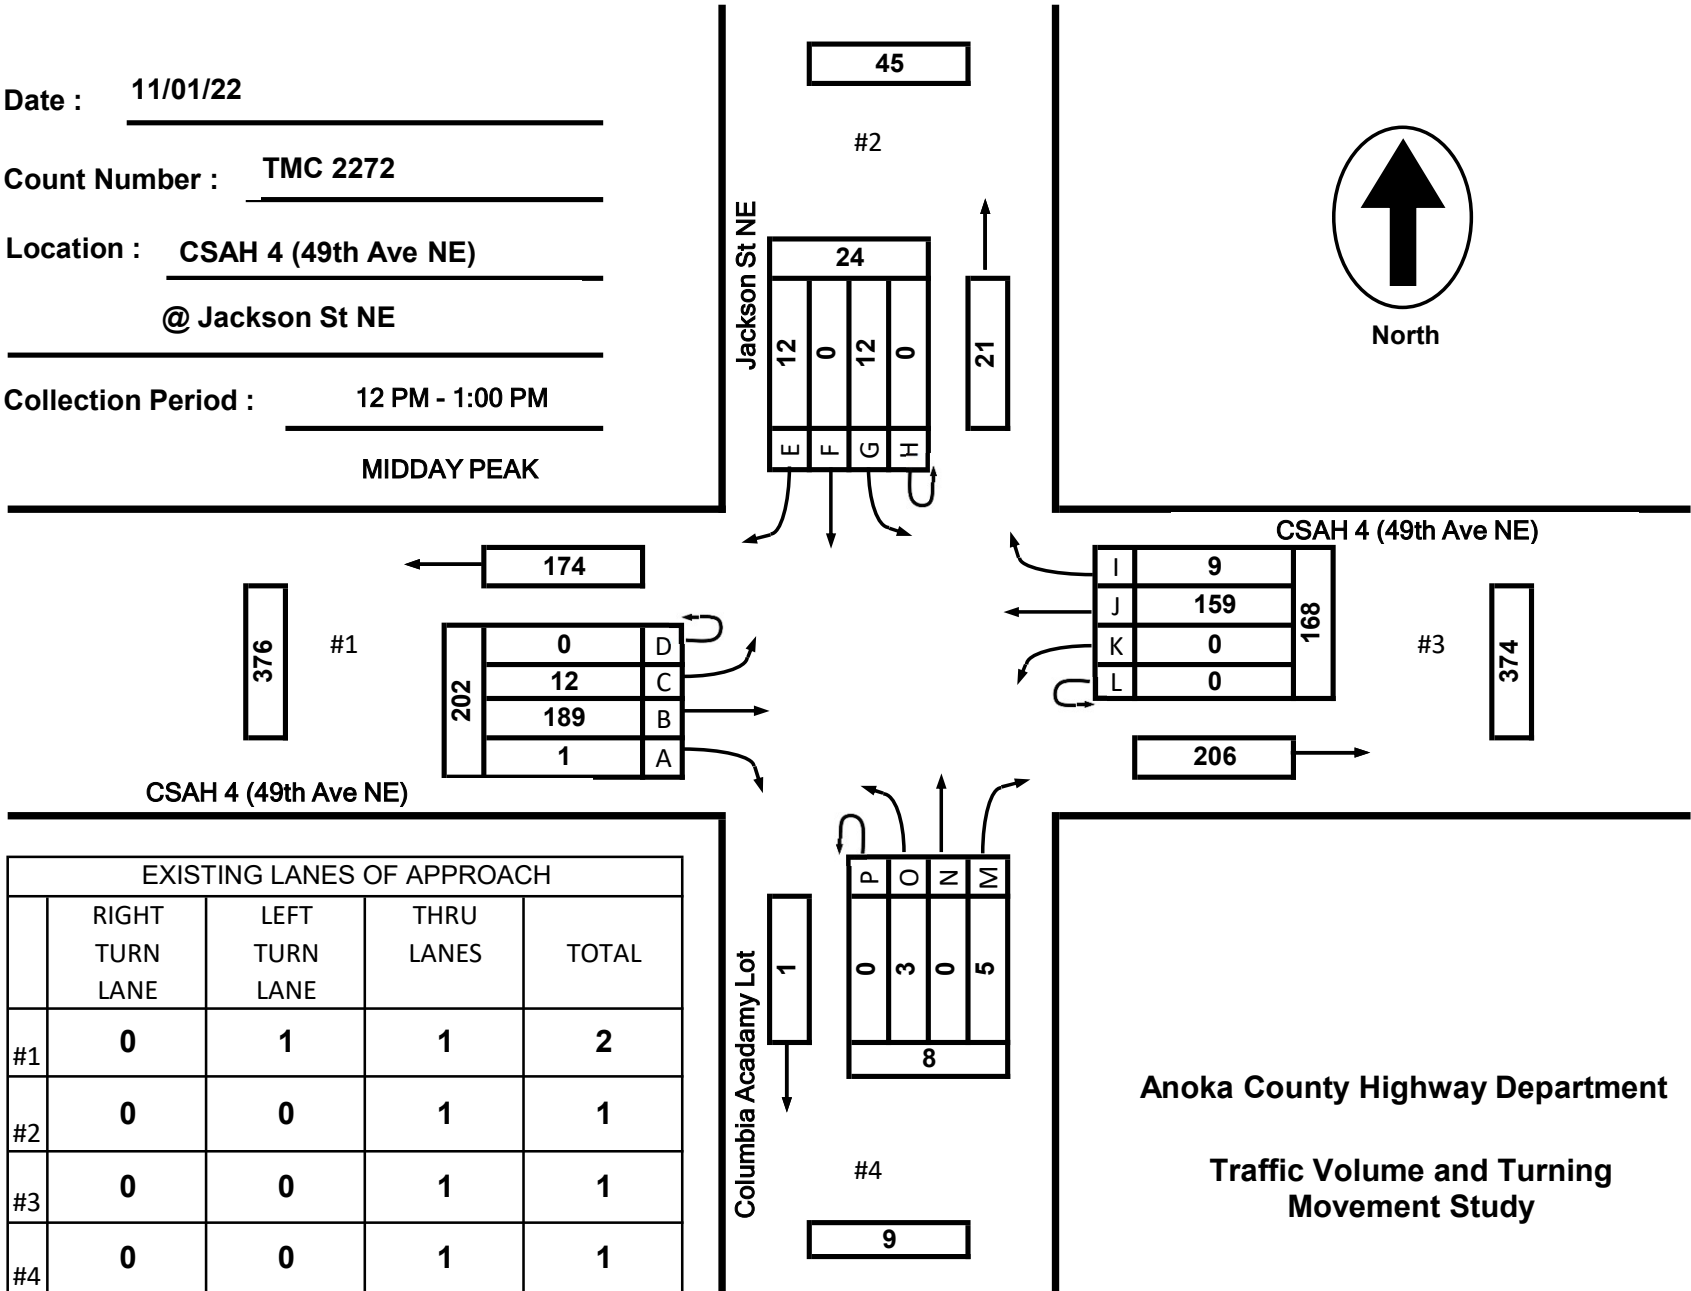 Date : 11/01/22
Count Number : TMC 2272
Location : CSAH 4 (49th Ave NE)
@ Jackson St NE
Collection Period : 12 PM - 1:00 PM
MIDDAY PEAK
45
#2
Jackson St NE
24
12 0 12 0
E F G H
21
North
174
376
#1
202
0 D
12 C
189 B
1 A
CSAH 4 (49th Ave NE)
CSAH 4 (49th Ave NE)
I 9
J 159
K 0
L 0
168
#3
374
206
P O N M
0 3 0 5
8
1
Columbia Acadamy Lot
#4
9
EXISTING LANES OF APPROACH
RIGHT TURN LANE LEFT TURN LANE THRU LANES TOTAL
#1 0 1 1 2
#2 0 0 1 1
#3 0 0 1 1
#4 0 0 1 1
Anoka County Highway Department
Traffic Volume and Turning
Movement Study